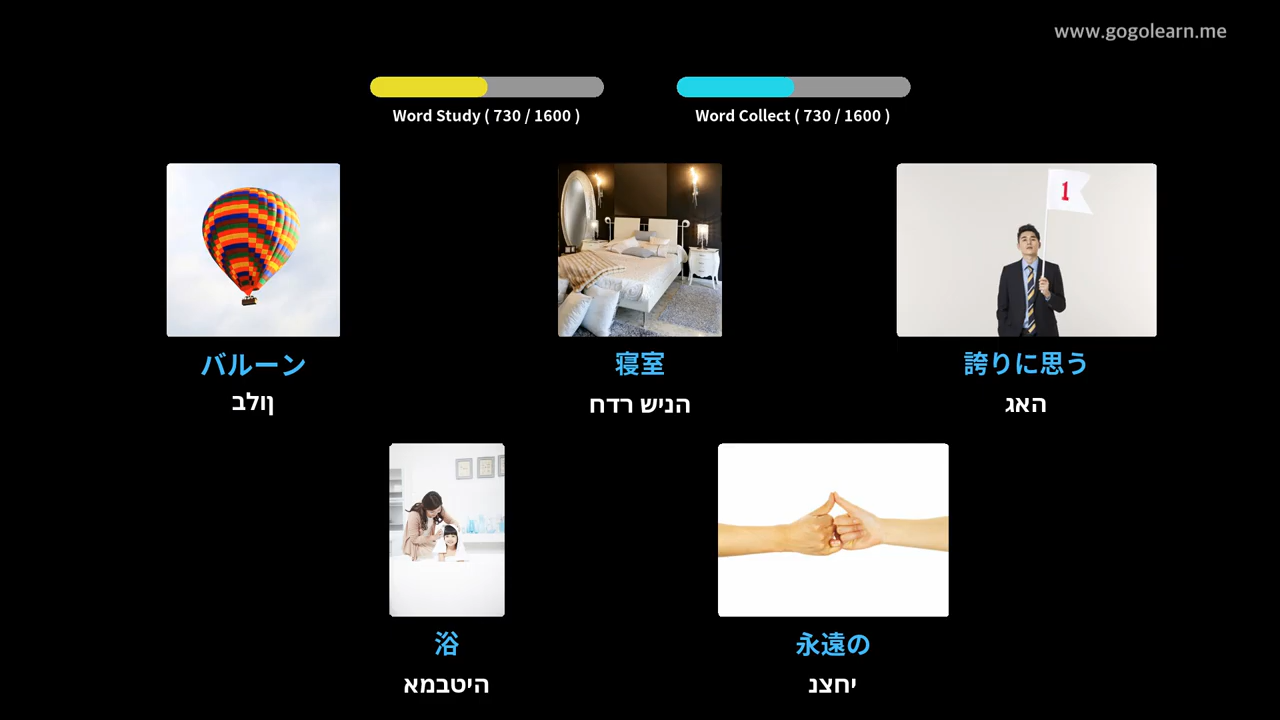 www.gogolearn.me
Word Study ( 730 / 1600 )
Word Collect ( 730 / 1600 )
バルーン
ןולב
寝室
הניש רדח
誇りに思う
האג
浴
היטבמא
永遠の
יחצנ
1